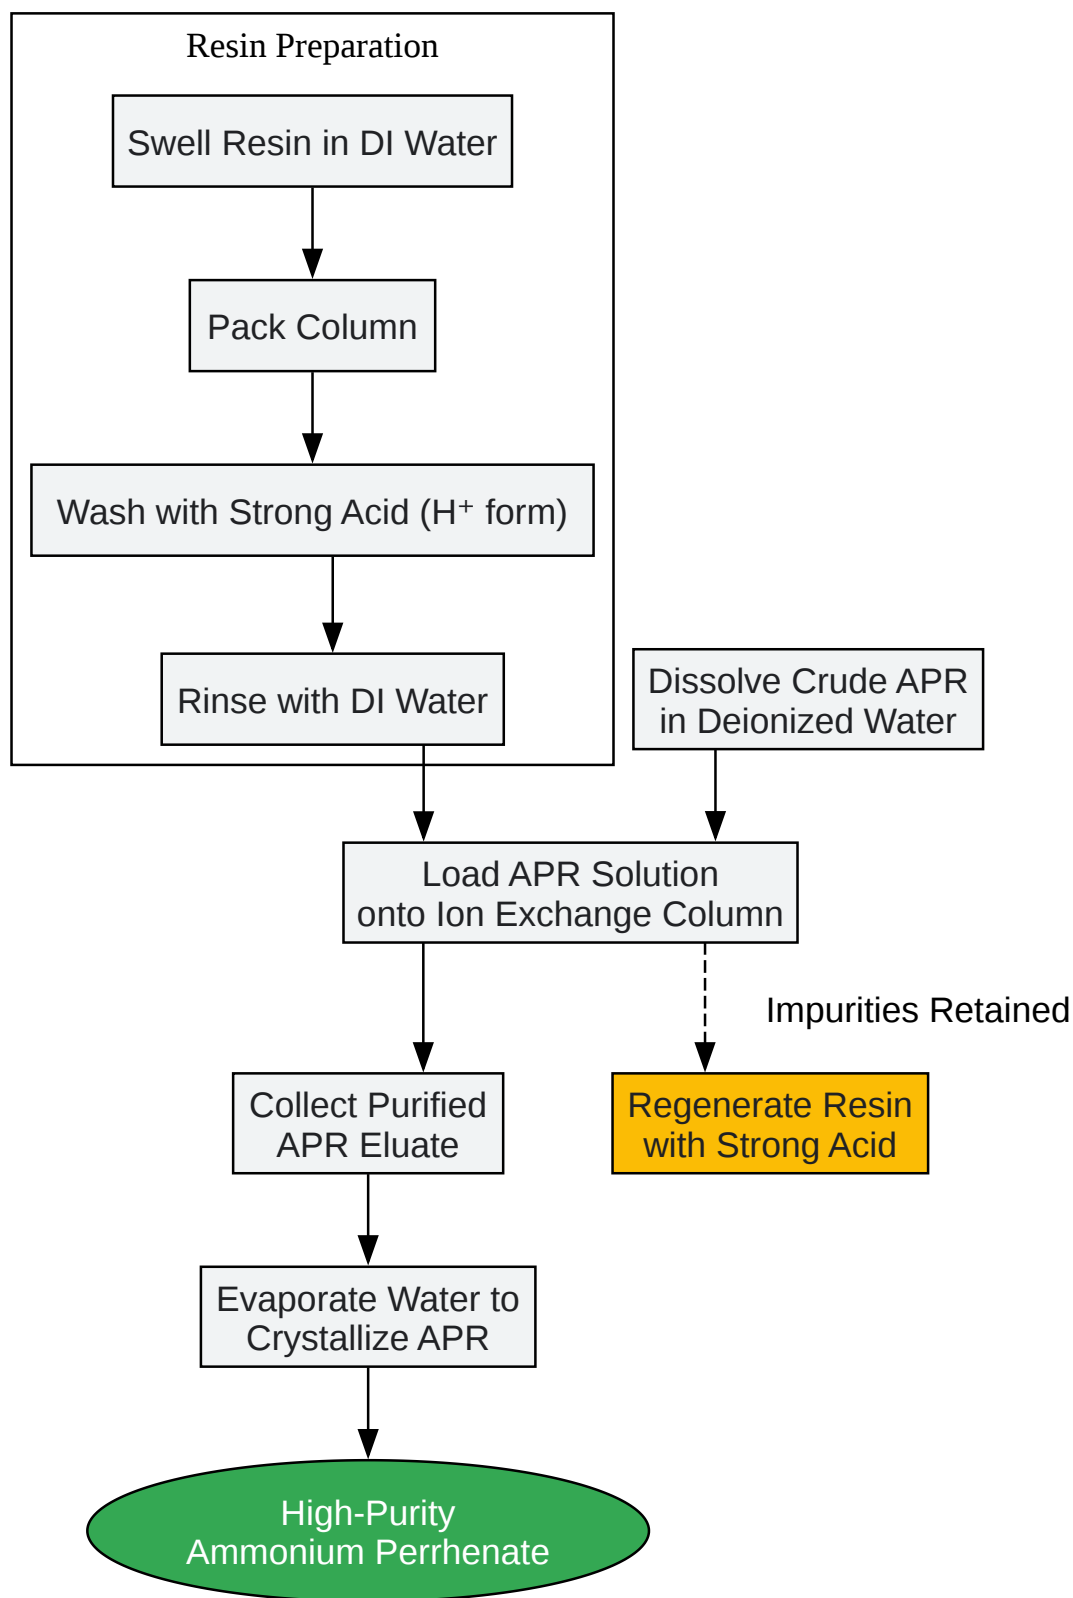 Resin Preparation
Swell Resin in DI Water
Pack Column
Wash with Strong Acid (H⁺ form)
Rinse with DI Water
Dissolve Crude APR
in Deionized Water
Load APR Solution
onto Ion Exchange Column
Impurities Retained
Collect Purified
APR Eluate
Regenerate Resin
with Strong Acid
Evaporate Water to
Crystallize APR
High-Purity
Ammonium Perrhenate